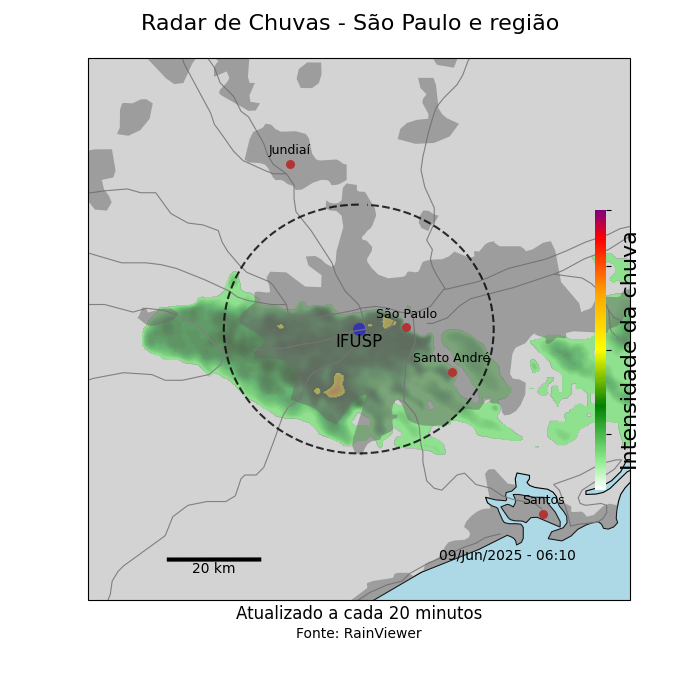 Radar de Chuvas - São Paulo e região
Jundiaí
São Paulo
IFUSP
Santo André
Intensidade da chuva
Santos
09/Jun/2025 - 06:10
20 km
Atualizado a cada 20 minutos
Fonte: RainViewer